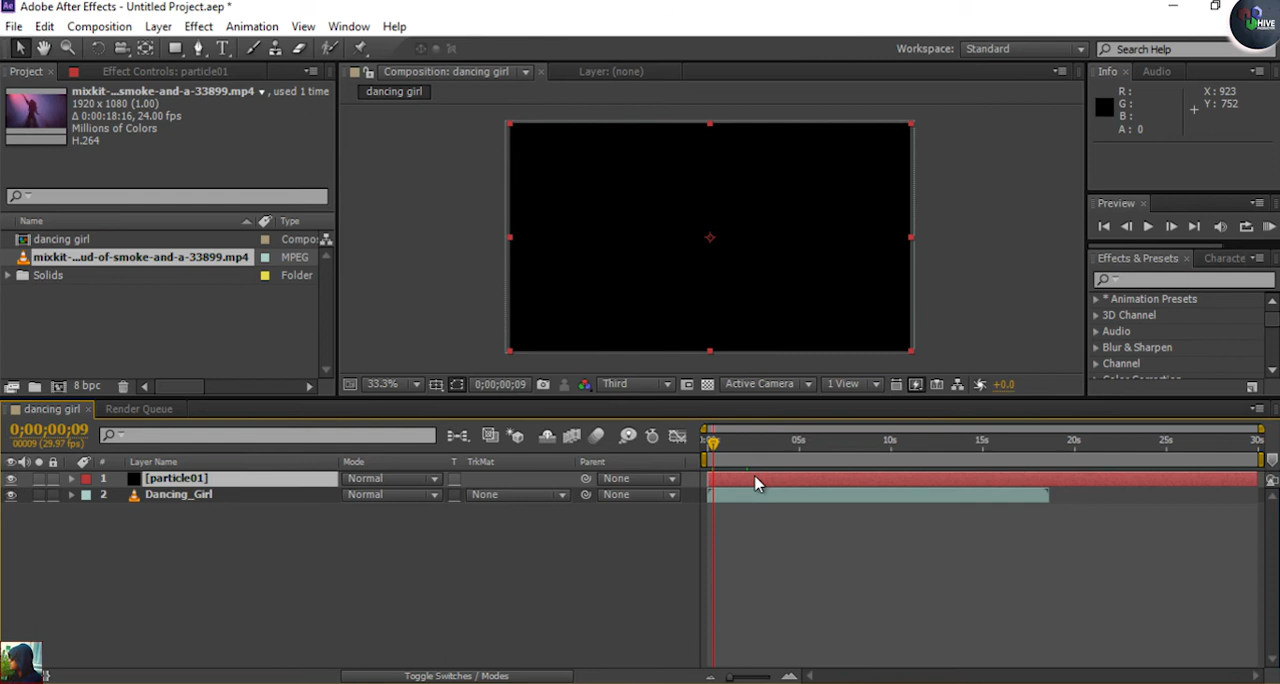 Adobe After Effects - Untitled Project.aep *
File Edit Composition Layer Effect Animation View Window Help
HIVE
Workspace: Standard Search Help
Project Effect Controls: particle01 Composition: dancing girl Layer: (none) Info Audio
mixkit-...smoke-and-a-33899.mp4 , used 1 time
1920 x 1080 (1.00)
Δ 0:00:18:16, 24.00 fps
Millions of Colors
H.264
dancing girl
R : X : 923
G : Y : 752
B :
A : 0
Preview
Name Type
dancing girl Compo:
mixkit-...ud-of-smoke-and-a-33899.mp4 MPEG
Solids Folder
Effects & Presets Characte
* Animation Presets
3D Channel
Audio
Blur & Sharpen
Channel
8 bpc
33.3% 0;00;00;09 Third Active Camera 1 View +0.0
dancing girl Render Queue
0;00;00;09
00009 (29.97 fps)
05s 10s 15s 20s 25s 30s
# Layer Name Mode T TrkMat Parent
1 [particle01] Normal None
2 Dancing_Girl Normal None None
Toggle Switches / Modes